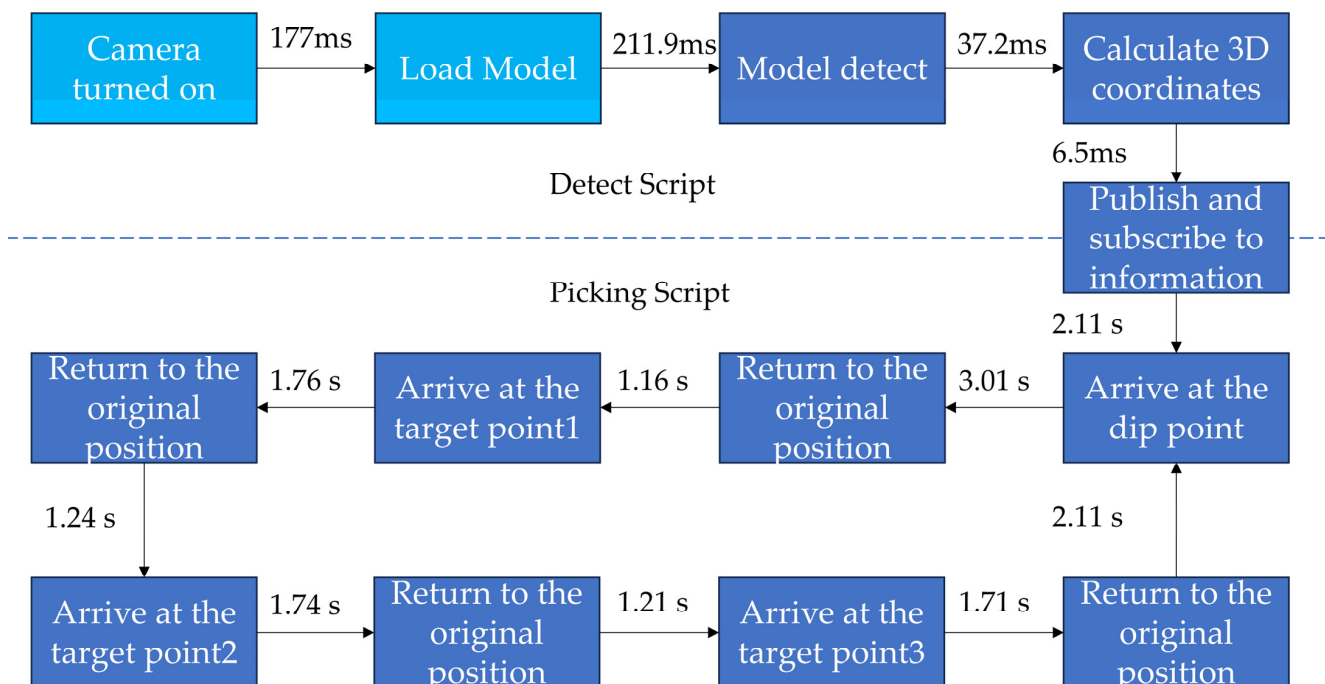 Camera
turned on
177ms
Load Model
211.9ms
Model detect
37.2ms
Calculate 3D
coordinates
6.5ms
Detect Script
Publish and
subscribe to
information
Picking Script
2.11 s
Return to the
original
position
1.76 s
Arrive at the
target point1
1.16 s
Return to the
original
position
3.01 s
Arrive at the
dip point
1.24 s
2.11 s
Arrive at the
target point2
1.74 s
Return to the
original
position
1.21 s
Arrive at the
target point3
1.71 s
Return to the
original
position